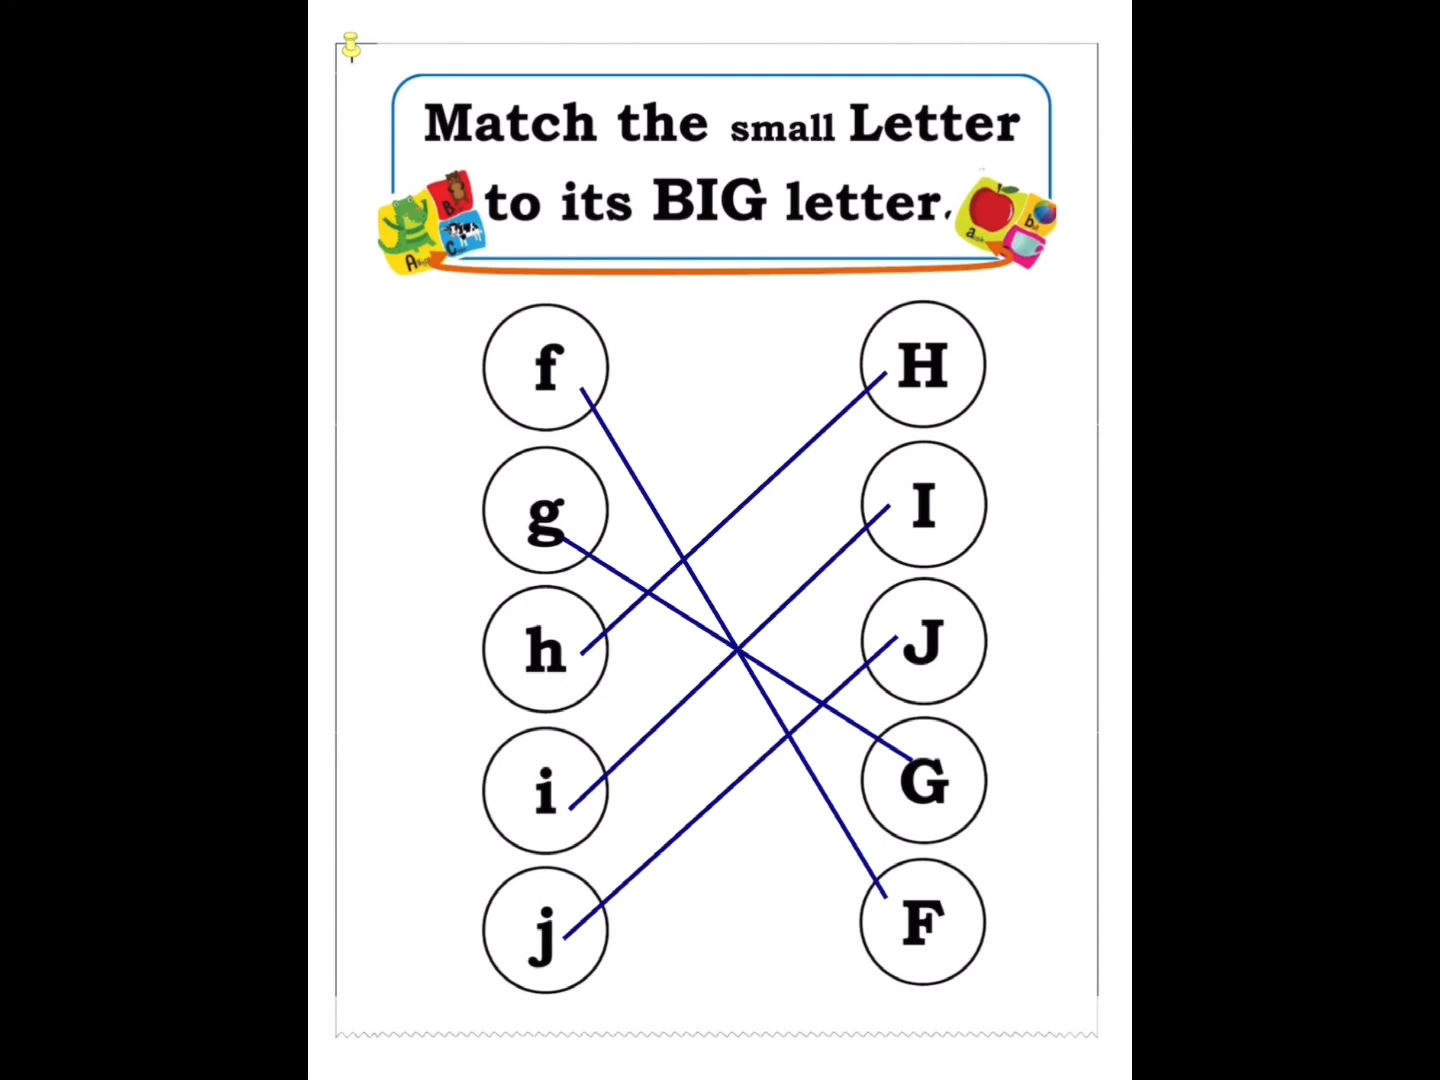 Match the small Letter
to its BIG letter.
B
C
A
a
b
f H
g I
h J
i G
j F